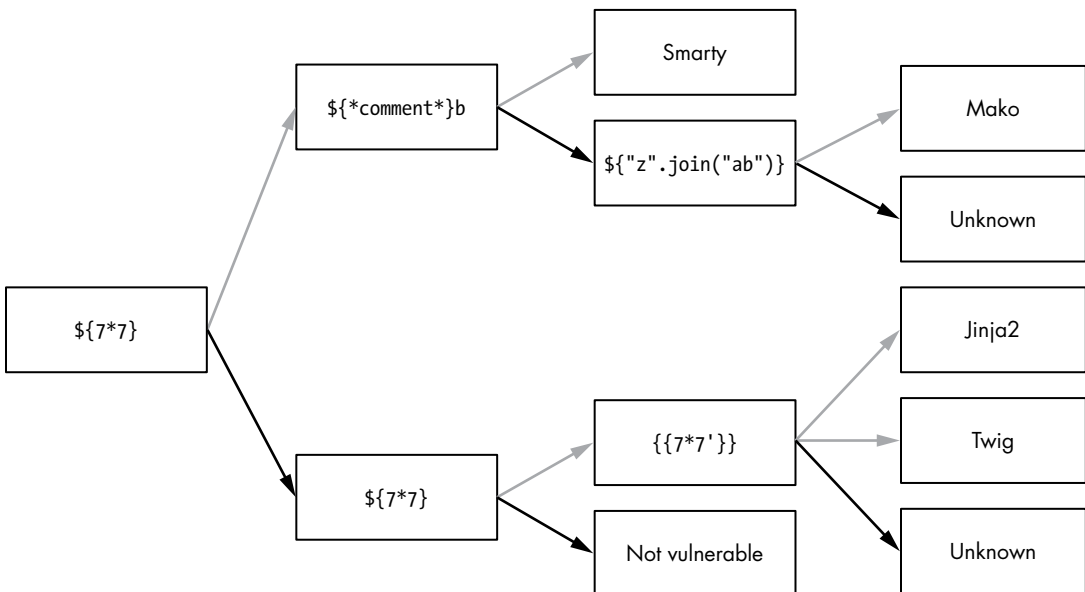 ${7*7}
${*comment*}b
Smarty
${"z".join("ab")}
Mako
Unknown
${7*7}
{{7*7'}}
Not vulnerable
Jinja2
Twig
Unknown